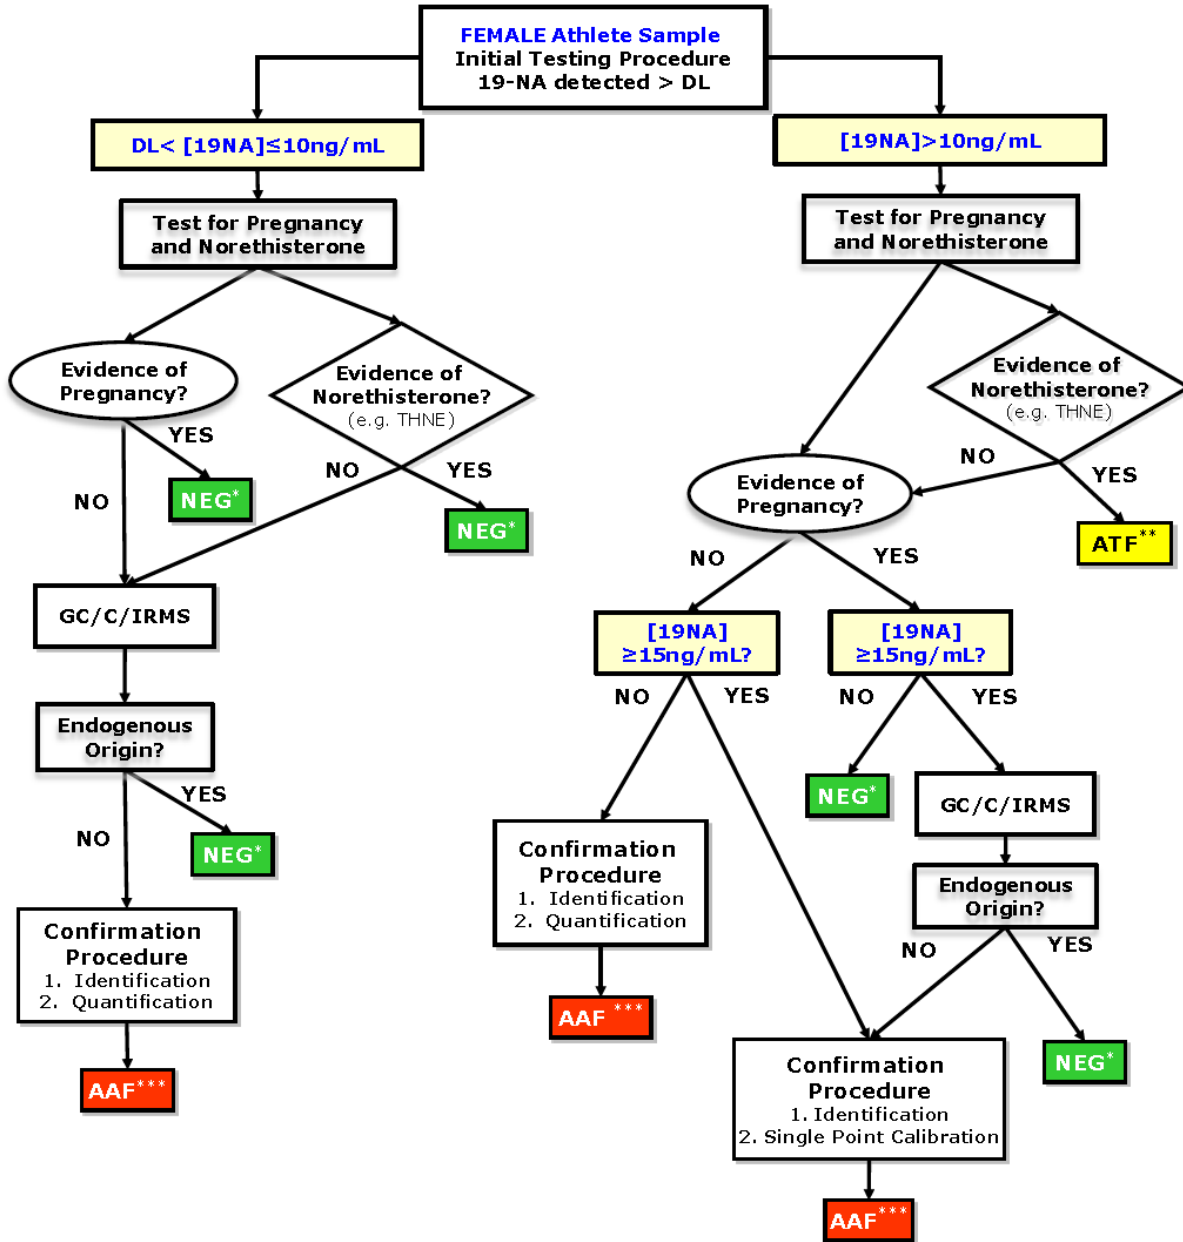 FEMALE Athlete Sample
Initial Testing Procedure
19-NA detected > DL
DL< [19NA]≤10ng/mL
[19NA]>10ng/mL
Test for Pregnancy
and Norethisterone
Test for Pregnancy
and Norethisterone
Evidence of
Pregnancy?
Evidence of
Norethisterone?
(e.g. THNE)
Evidence of
Norethisterone?
(e.g. THNE)
YES
NO
NO
YES
NEG*
NEG*
Evidence of
Pregnancy?
NO
YES
ATF**
NO
YES
GC/C/IRMS
[19NA]
≥15ng/mL?
[19NA]
≥15ng/mL?
NO
YES
NO
YES
Endogenous
Origin?
YES
NO
NEG*
NEG*
GC/C/IRMS
Confirmation
Procedure
1. Identification
2. Quantification
Endogenous
Origin?
NO
YES
Confirmation
Procedure
1. Identification
2. Quantification
AAF ***
AAF***
NEG*
Confirmation
Procedure
1. Identification
2. Single Point Calibration
AAF***